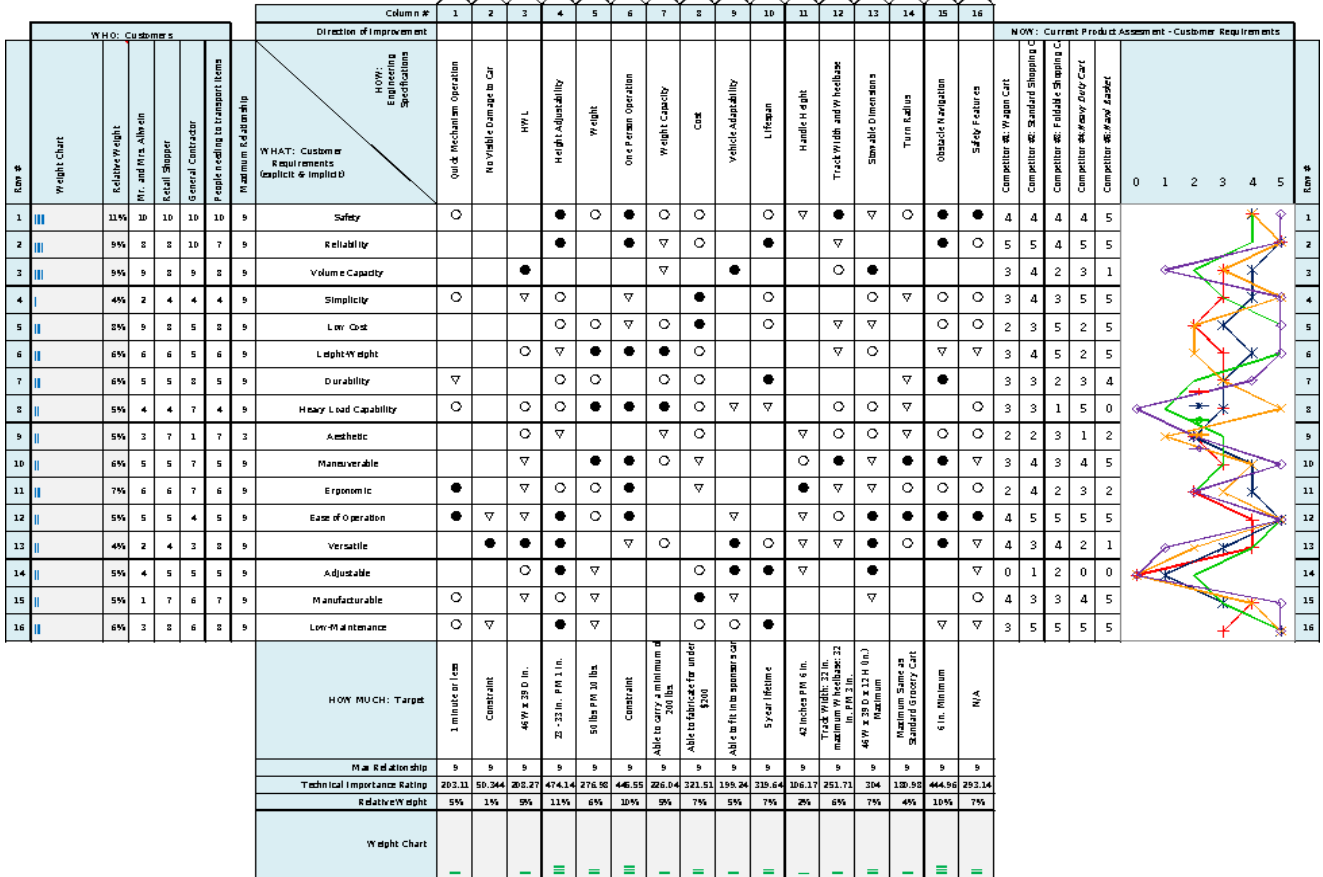 Column # 1 2 3 4 5 6 7 8 9 10 11 12 13 14 15 16
WHO: Customers
Direction of Improvement
NOW: Current Product Assesment - Customer Requirements
Row #
Weight Chart
Relative Weight
Mr. and Mrs. Allwein
Retail Shopper
General Contractor
People needing to transport items
Maximum Relationship
HOW:
Engineering
Specifications
WHAT: Customer
Requirements
(explicit & implicit)
Quick Mechanism Operation
No Visible Damage to Car
HWL
Height Adjustability
Weight
One Person Operation
Weight Capacity
Cost
Vehicle Adaptability
Lifespan
Handle Height
Track Width and Wheelbase
Stowable Dimensions
Turn Radius
Obstacle Navigation
Safety Features
Competitor #1: Wagon Cart
Competitor #2: Standard Shopping C
Competitor #3: Foldable Shopping C
Competitor #4:Heavy Duty Cart
Competitor #5:Hand Basket
0 1 2 3 4 5
Row #
1 11% 10 10 10 10 9 Safety 4 4 4 4 5 1
2 9% 8 8 10 7 9 Reliability 5 5 4 5 5 2
3 9% 9 8 9 8 9 Volume Capacity 3 4 2 3 1 3
4 4% 2 4 4 4 9 Simplicity 3 4 3 5 5 4
5 8% 9 8 5 8 9 Low Cost 2 3 5 2 5 5
6 6% 6 6 5 6 9 Leight-Weight 3 4 5 2 5 6
7 6% 5 5 8 5 9 Durability 3 3 2 3 4 7
8 5% 4 4 7 4 9 Heavy Load Capability 3 3 1 5 0 8
9 5% 3 7 1 7 3 Aesthetic 2 2 3 1 2 9
10 6% 5 5 7 5 9 Maneuverable 3 4 3 4 5 10
11 7% 6 6 7 6 9 Ergonomic 2 4 2 3 2 11
12 5% 5 5 4 5 9 Ease of Operation 4 5 5 5 5 12
13 4% 2 4 3 8 9 Versatile 4 3 4 2 1 13
14 5% 4 5 5 5 9 Adjustable 0 1 2 0 0 14
15 5% 1 7 6 7 9 Manufacturable 4 3 3 4 5 15
16 6% 3 8 6 8 9 Low-Maintenance 3 5 5 5 5 16
HOW MUCH: Target
1 minute or less
Constraint
46 W x 39 D in.
23 - 33 in. PM 1 in.
50 lbs PM 10 lbs.
Constraint
Able to carry a minimum o
200 lbs.
Able to fabricate for under
$200
Able to fit into sponsors car
5 year lifetime
42 inches PM 6 in.
Track Width: 32 in.
maximum Wheelbase: 32
in. PM 3 in.
46 W x 39 D x 12 H (in.)
Maximum
Maximum Same as
Standard Grocery Cart
6 in. Minimum
N/A
Max Relationship 9 9 9 9 9 9 9 9 9 9 9 9 9 9 9 9
Technical Importance Rating 203.11 50.344 208.27 474.14 276.98 446.55 226.04 321.51 199.24 319.64 106.17 251.71 304 180.98 444.96 293.14
Relative Weight 5% 1% 5% 11% 6% 10% 5% 7% 5% 7% 2% 6% 7% 4% 10% 7%
Weight Chart